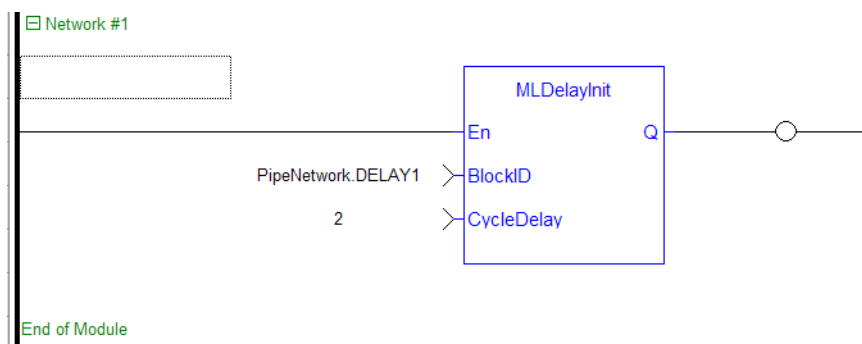 Network #1
MLDelayInit
En Q
PipeNetwork.DELAY1 BlockID
2 CycleDelay
End of Module